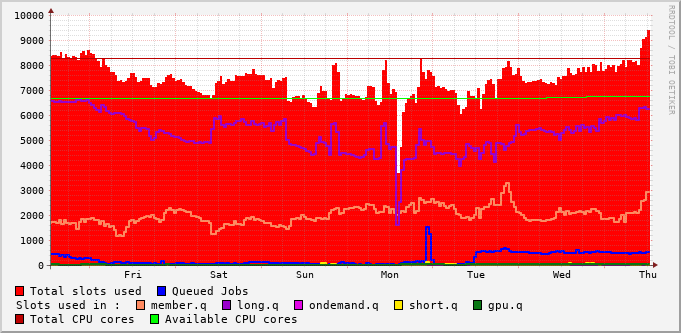 10000
9000
8000
7000
6000
5000
4000
3000
2000
1000
0
Fri Sat Sun Mon Tue Wed Thu
Total slots used Queued Jobs
Slots used in : member.q long.q ondemand.q short.q gpu.q
Total CPU cores Available CPU cores
RRDTOOL / TOBI OETIKER